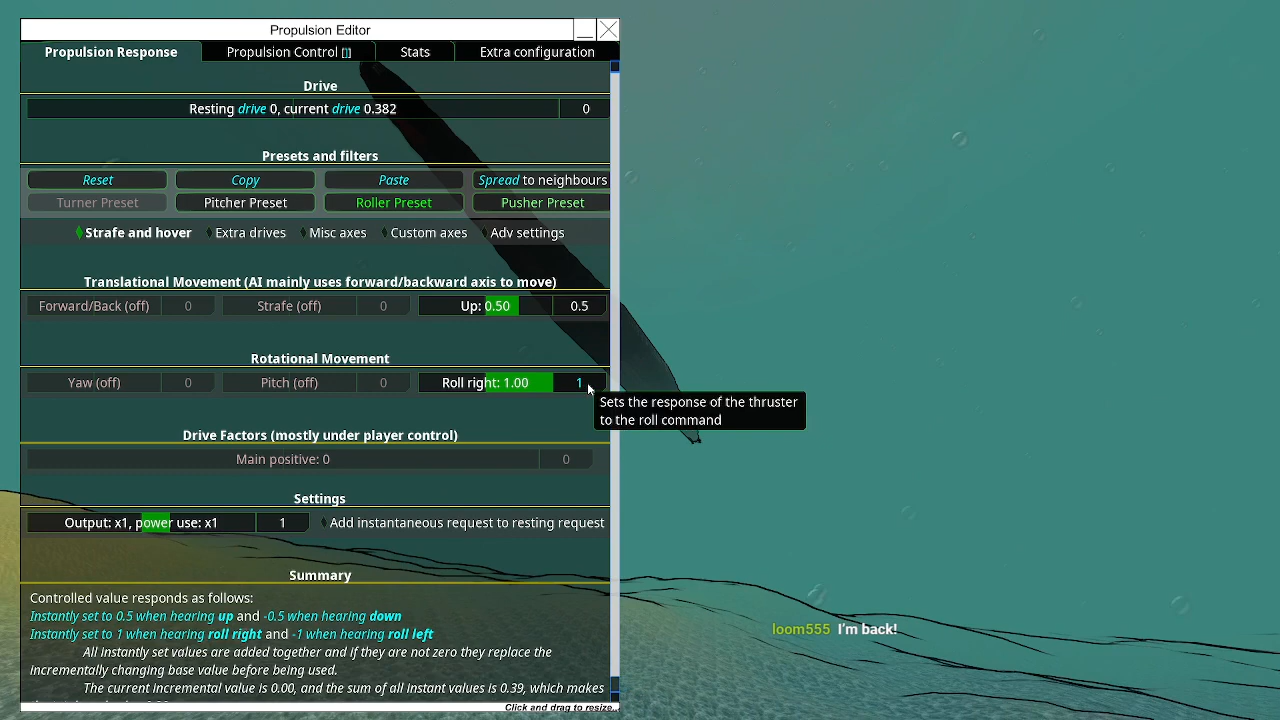 Propulsion Editor
Propulsion Response
Propulsion Control []]
Stats
Extra configuration
Drive
Resting drive 0, current drive 0.382
0
Presets and filters
Reset
Copy
Paste
Spread to neighbours
Turner Preset
Pitcher Preset
Roller Preset
Pusher Preset
Strafe and hover
Extra drives
Misc axes
Custom axes
Adv settings
Translational Movement (AI mainly uses forward/backward axis to move)
Forward/Back (off)
0
Strafe (off)
0
Up: 0.50
0.5
Rotational Movement
Yaw (off)
0
Pitch (off)
0
Roll right: 1.00
1
Sets the response of the thruster
to the roll command
Drive Factors (mostly under player control)
Main positive: 0
0
Settings
Output: x1, power use: x1
1
Add instantaneous request to resting request
Summary
Controlled value responds as follows:
Instantly set to 0.5 when hearing up and -0.5 when hearing down
Instantly set to 1 when hearing roll right and -1 when hearing roll left
All instantly set values are added together and if they are not zero they replace the
incrementally changing base value before being used.
The current incremental value is 0.00, and the sum of all instant values is 0.39, which makes
Click and drag to resize..
loom555 I'm back!